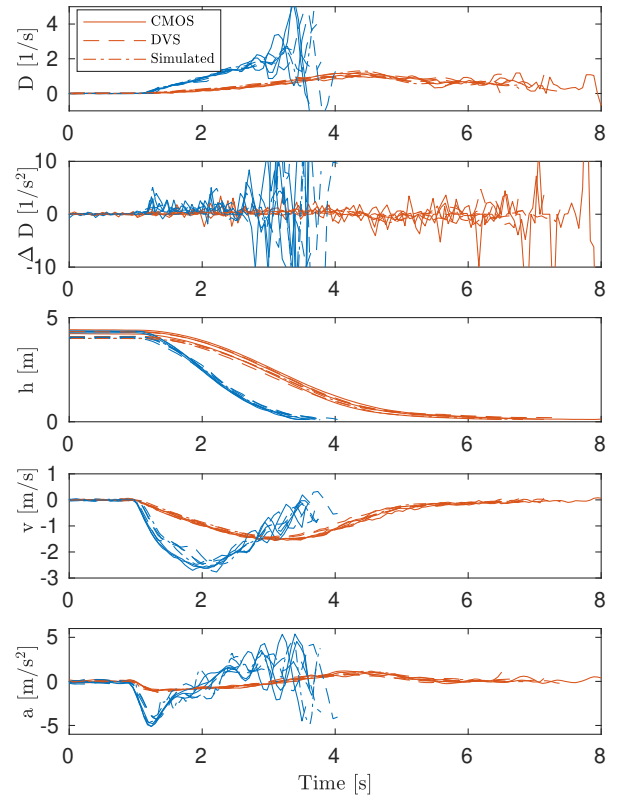 CMOS
DVS
Simulated
D [1/s]
4
2
0
0 2 4 6 8
Δ D [1/s²]
10
0
-10
0 2 4 6 8
h [m]
5
0
0 2 4 6 8
v [m/s]
1
0
-1
-2
-3
0 2 4 6 8
a [m/s²]
5
0
-5
0 2 4 6 8
Time [s]